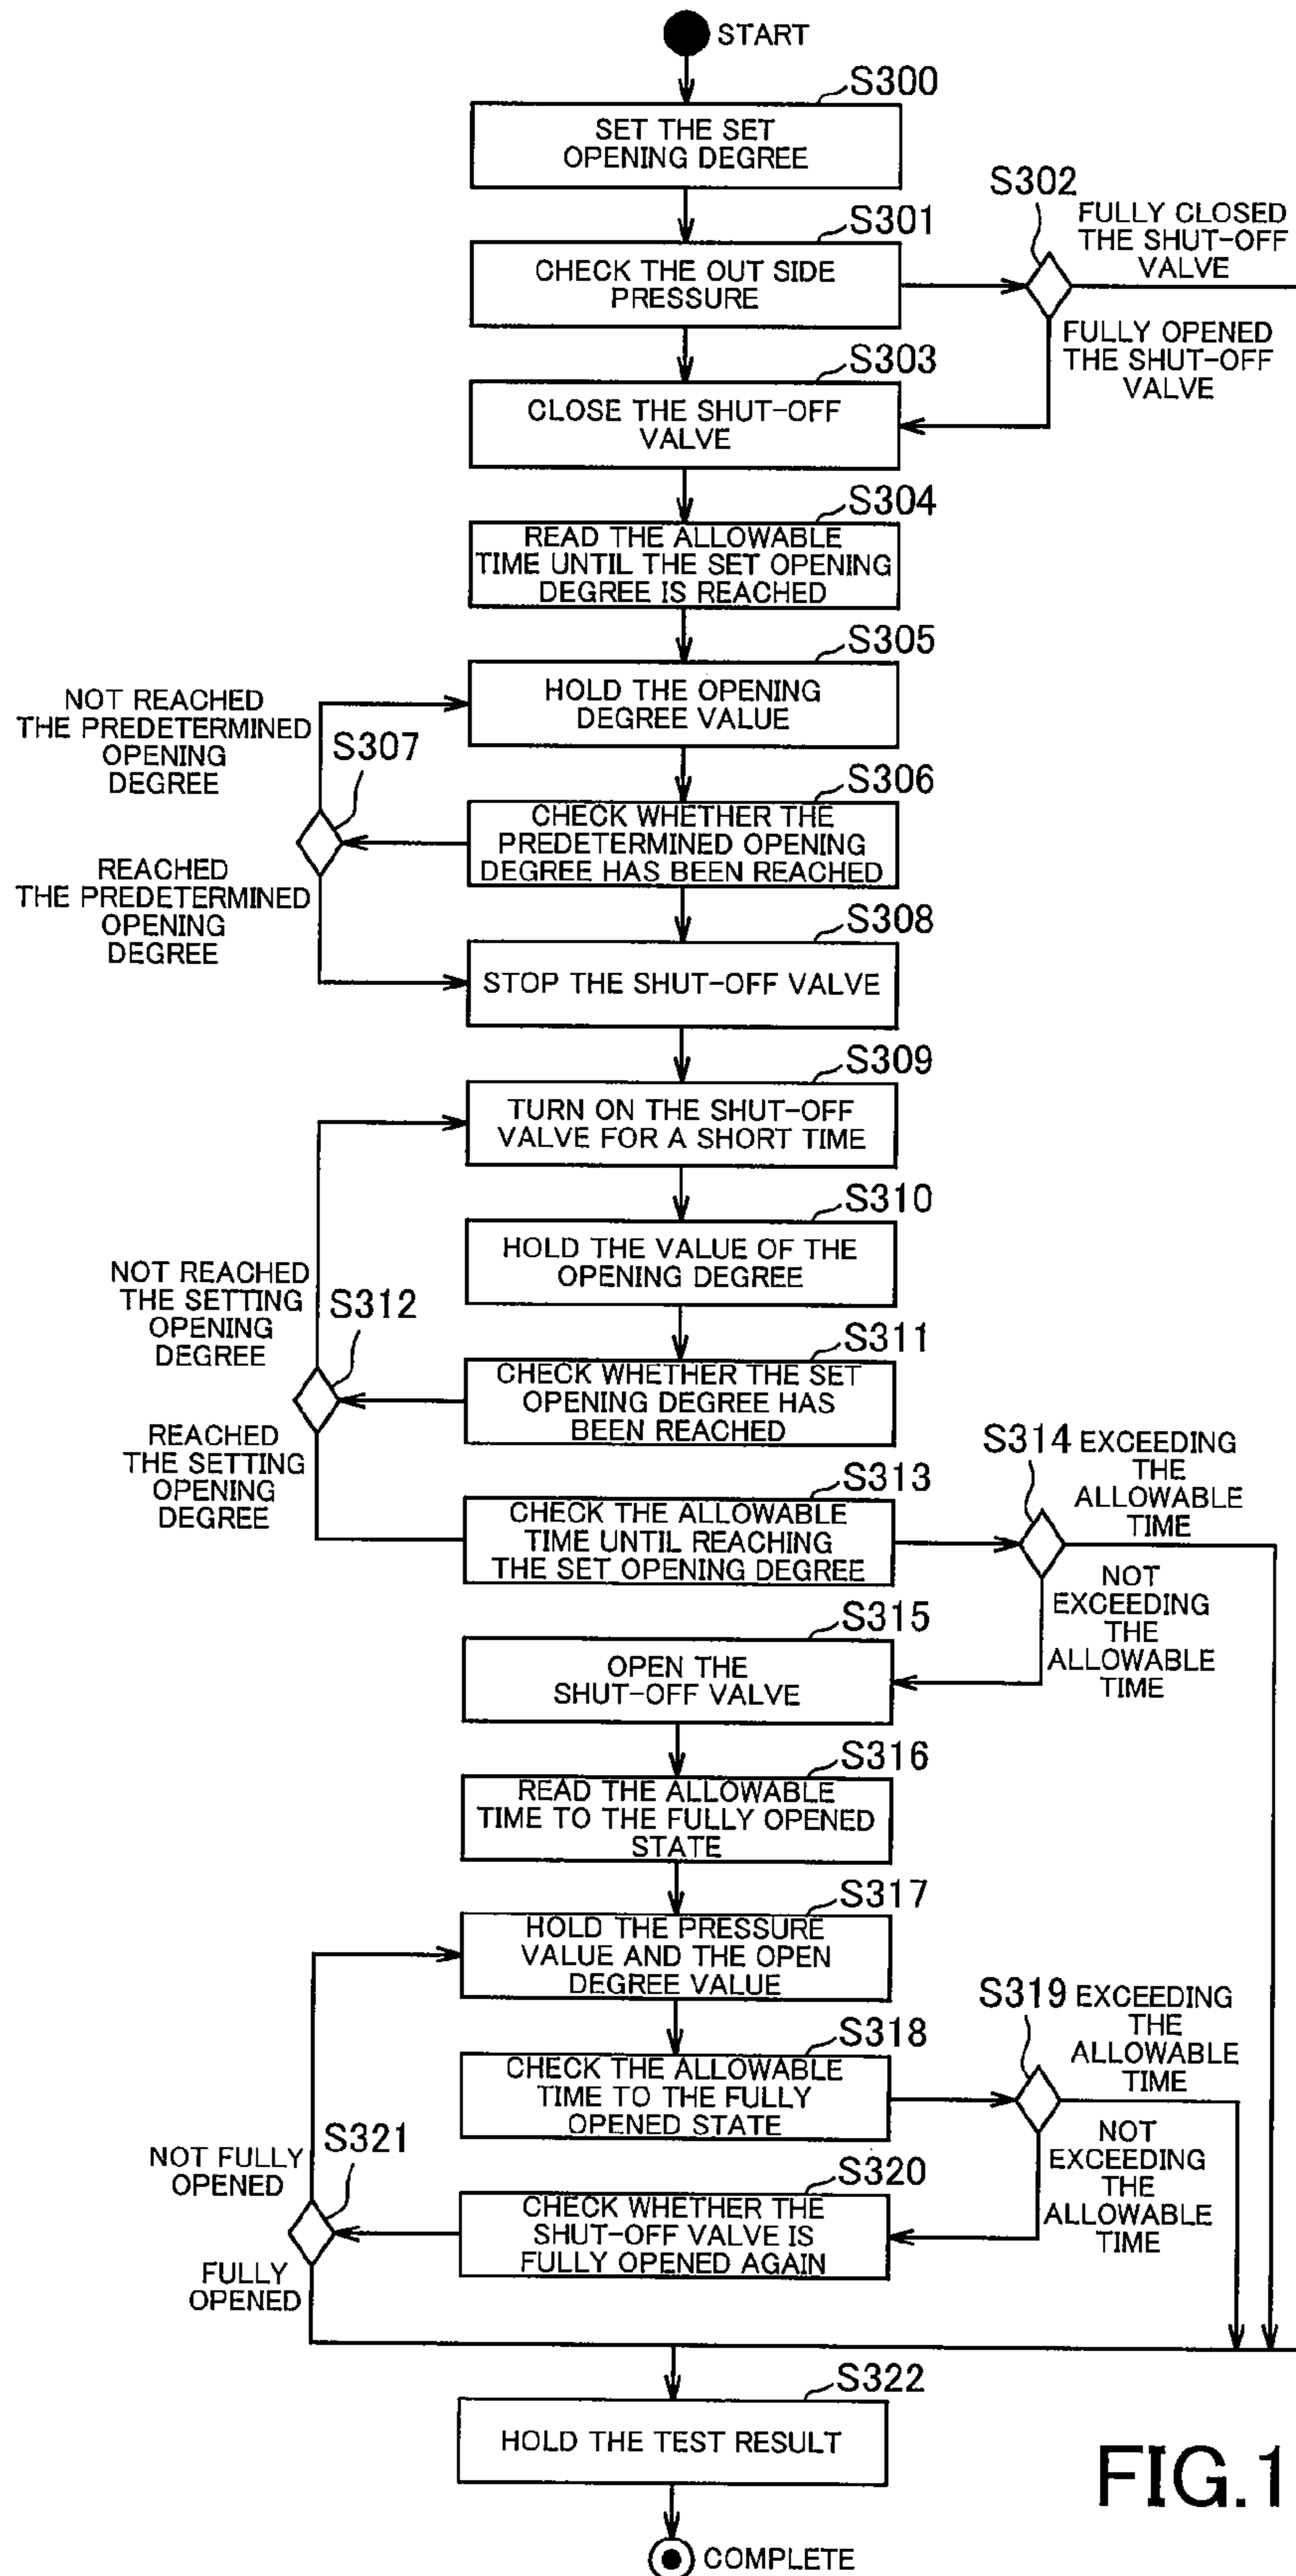 START
S300
SET THE SET
OPENING DEGREE
S301
CHECK THE OUT SIDE
PRESSURE
S302
FULLY CLOSED
THE SHUT-OFF
VALVE
FULLY OPENED
THE SHUT-OFF
VALVE
S303
CLOSE THE SHUT-OFF
VALVE
S304
READ THE ALLOWABLE
TIME UNTIL THE SET OPENING
DEGREE IS REACHED
S305
HOLD THE OPENING
DEGREE VALUE
NOT REACHED
THE PREDETERMINED
OPENING
DEGREE
S307
S306
CHECK WHETHER THE
PREDETERMINED OPENING
DEGREE HAS BEEN REACHED
REACHED
THE PREDETERMINED
OPENING
DEGREE
S308
STOP THE SHUT-OFF VALVE
S309
TURN ON THE SHUT-OFF
VALVE FOR A SHORT TIME
S310
HOLD THE VALUE OF THE
OPENING DEGREE
NOT REACHED
THE SETTING
OPENING
DEGREE
S312
S311
CHECK WHETHER THE SET
OPENING DEGREE HAS
BEEN REACHED
REACHED
THE SETTING
OPENING
DEGREE
S313
CHECK THE ALLOWABLE
TIME UNTIL REACHING
THE SET OPENING DEGREE
S314 EXCEEDING
THE
ALLOWABLE
TIME
NOT
EXCEEDING
THE
ALLOWABLE
TIME
S315
OPEN THE
SHUT-OFF VALVE
S316
READ THE ALLOWABLE
TIME TO THE FULLY OPENED
STATE
S317
HOLD THE PRESSURE
VALUE AND THE OPEN
DEGREE VALUE
S318
CHECK THE ALLOWABLE
TIME TO THE FULLY
OPENED STATE
S319 EXCEEDING
THE
ALLOWABLE
TIME
NOT
EXCEEDING
THE
ALLOWABLE
TIME
NOT FULLY
OPENED
S321
S320
CHECK WHETHER THE
SHUT-OFF VALVE IS
FULLY OPENED AGAIN
FULLY
OPENED
S322
HOLD THE TEST RESULT
FIG.1
COMPLETE